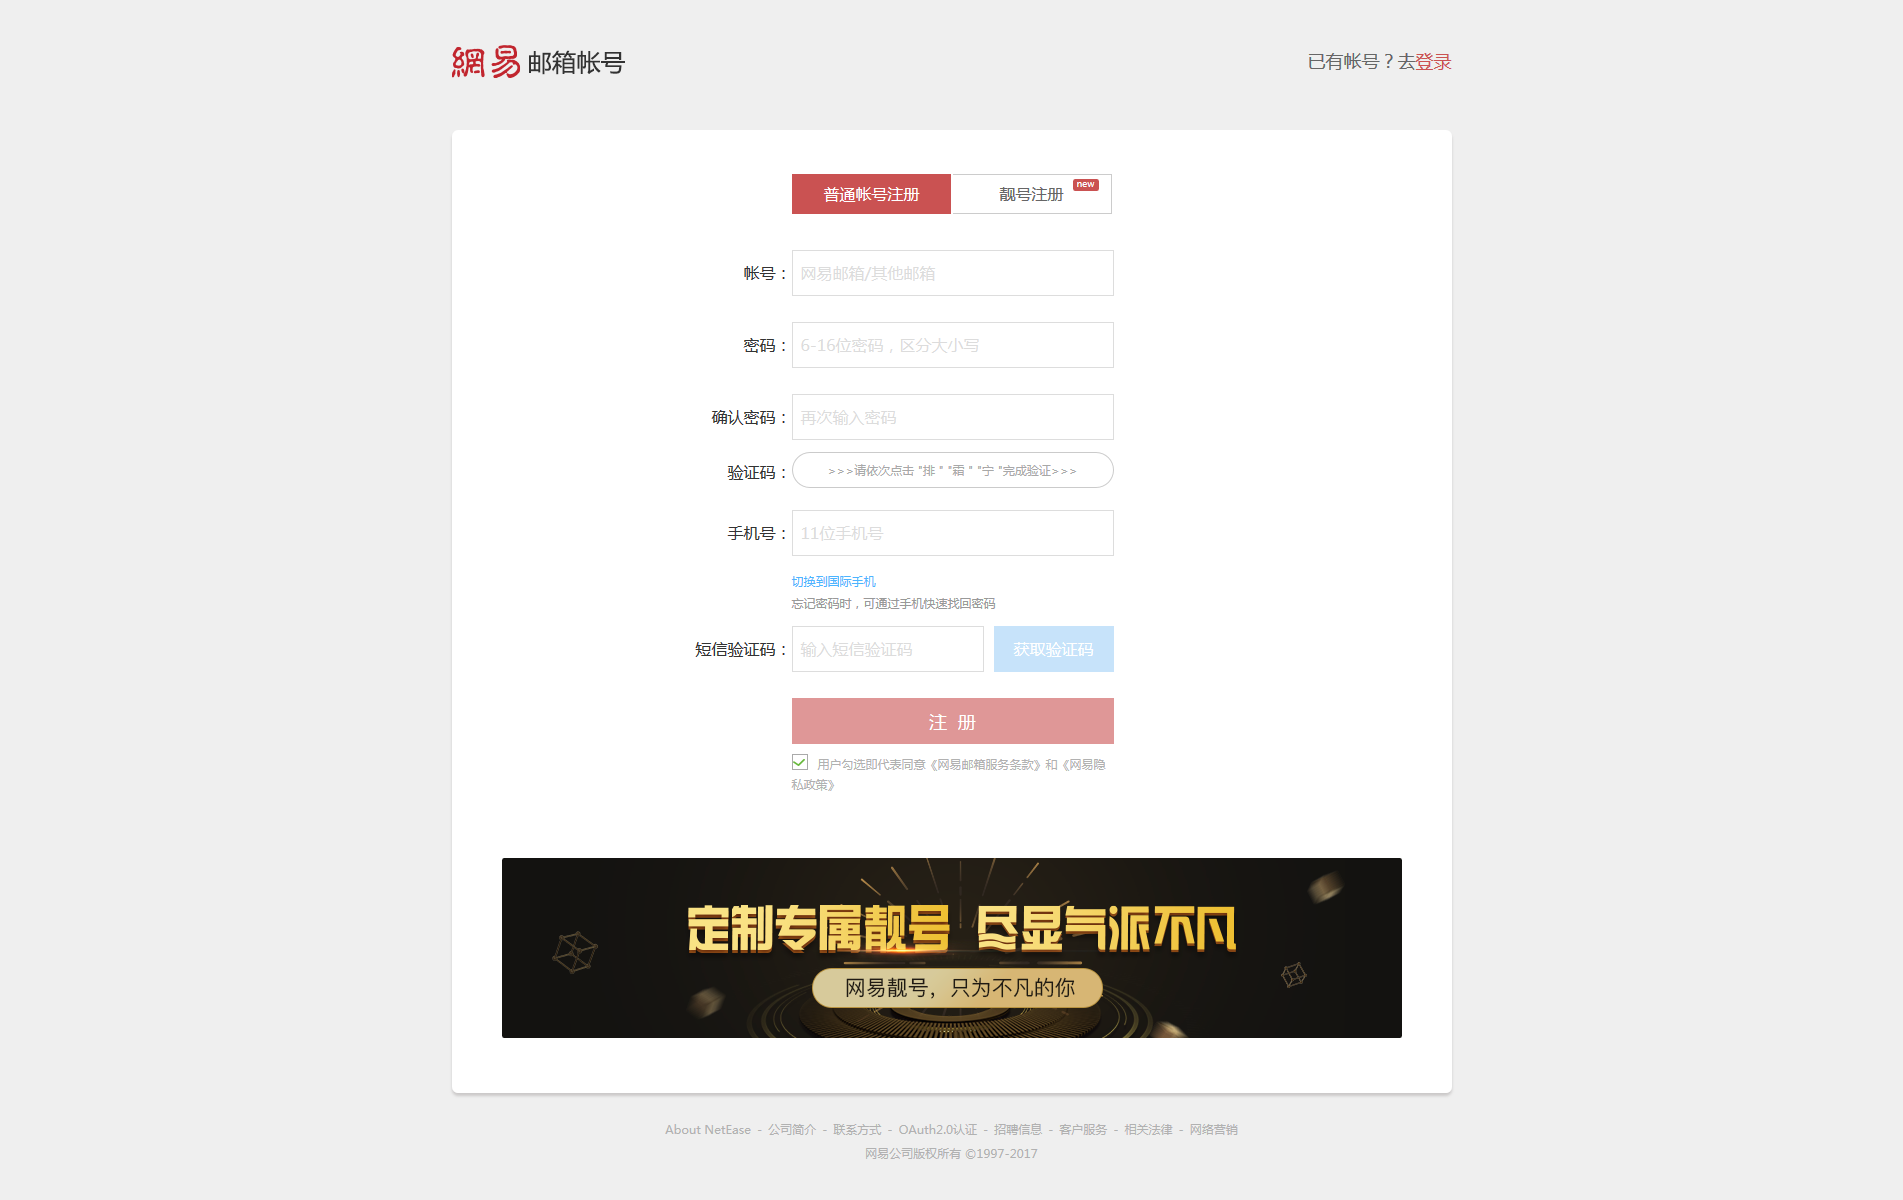 網易 邮箱帐号
已有帐号？去登录
普通帐号注册
靓号注册 new
帐号：
网易邮箱/其他邮箱
密码：
6-16位密码，区分大小写
确认密码：
再次输入密码
验证码：
>>>请依次点击 "排 " "霜 " "宁 "完成验证>>>
手机号：
11位手机号
切换到国际手机
忘记密码时，可通过手机快速找回密码
短信验证码：
输入短信验证码
获取验证码
注 册
用户勾选即代表同意《网易邮箱服务条款》和《网易隐
私政策》
定制专属靓号 尽显气派不凡
网易靓号，只为不凡的你
About NetEase - 公司简介 - 联系方式 - OAuth2.0认证 - 招聘信息 - 客户服务 - 相关法律 - 网络营销
网易公司版权所有 ©1997-2017